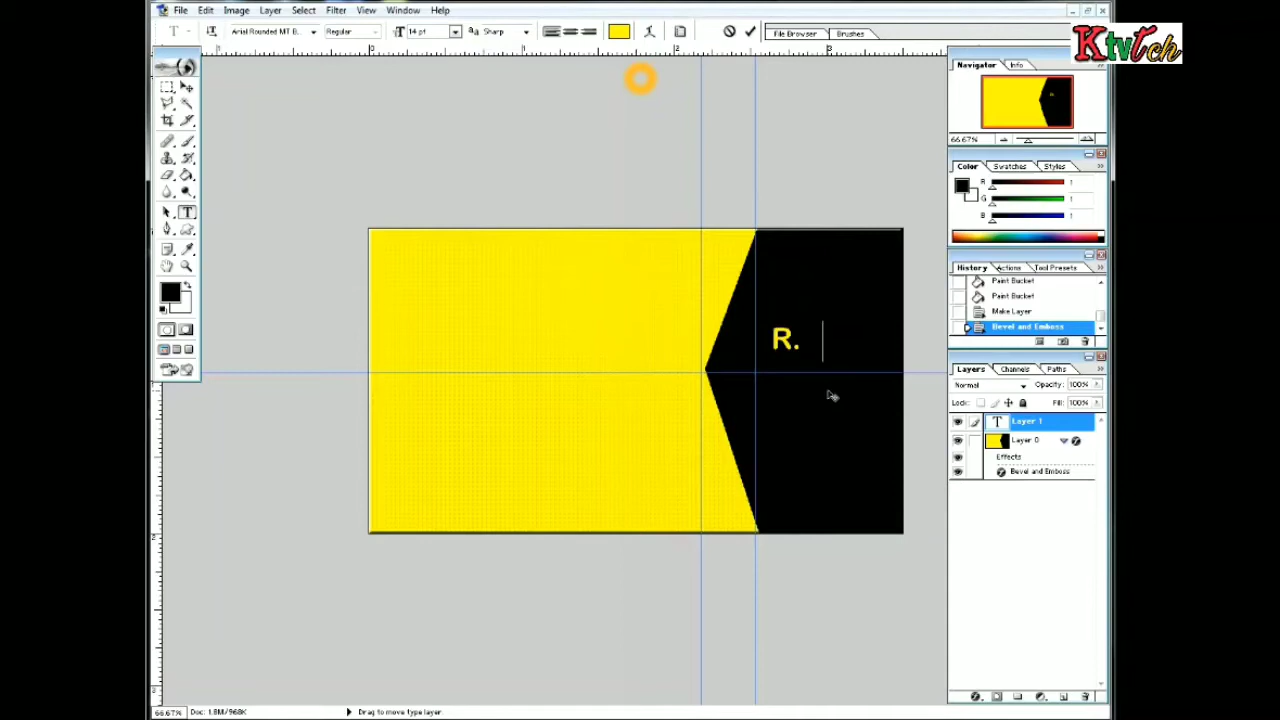 File Edit Image Layer Select Filter View Window Help
Arial Rounded MT B... Regular 14 pt Sharp File Browser Brushes
Ktvtch
Navigator Info
66.67%
Color Swatches Styles
R 1
G 1
B 1
History Actions Tool Presets
Paint Bucket
Paint Bucket
Make Layer
Bevel and Emboss
R.
Layers Channels Paths
Normal Opacity: 100%
Lock: Fill: 100%
T Layer 1
Layer 0
Effects
Bevel and Emboss
66.67% Doc: 1.8M/968K Drag to move type layer.